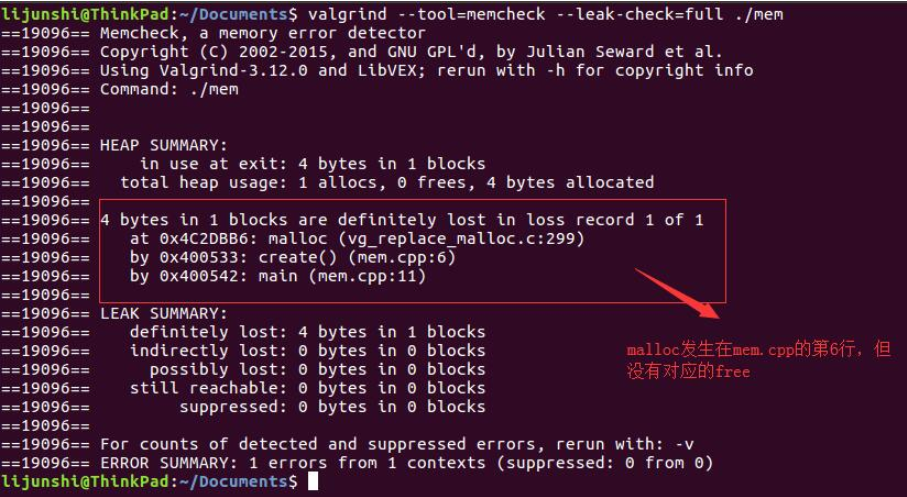 lijunshi@ThinkPad:~/Documents$ valgrind --tool=memcheck --leak-check=full ./mem
==19096== Memcheck, a memory error detector
==19096== Copyright (C) 2002-2015, and GNU GPL'd, by Julian Seward et al.
==19096== Using Valgrind-3.12.0 and LibVEX; rerun with -h for copyright info
==19096== Command: ./mem
==19096==
==19096==
==19096== HEAP SUMMARY:
==19096==     in use at exit: 4 bytes in 1 blocks
==19096==   total heap usage: 1 allocs, 0 frees, 4 bytes allocated
==19096==
==19096== 4 bytes in 1 blocks are definitely lost in loss record 1 of 1
==19096==    at 0x4C2DBB6: malloc (vg_replace_malloc.c:299)
==19096==    by 0x400533: create() (mem.cpp:6)
==19096==    by 0x400542: main (mem.cpp:11)
==19096==
==19096== LEAK SUMMARY:
==19096==    definitely lost: 4 bytes in 1 blocks
==19096==    indirectly lost: 0 bytes in 0 blocks
==19096==      possibly lost: 0 bytes in 0 blocks
==19096==    still reachable: 0 bytes in 0 blocks
==19096==         suppressed: 0 bytes in 0 blocks
==19096==
==19096== For counts of detected and suppressed errors, rerun with: -v
==19096== ERROR SUMMARY: 1 errors from 1 contexts (suppressed: 0 from 0)
lijunshi@ThinkPad:~/Documents$
malloc发生在mem.cpp的第6行，但
没有对应的free